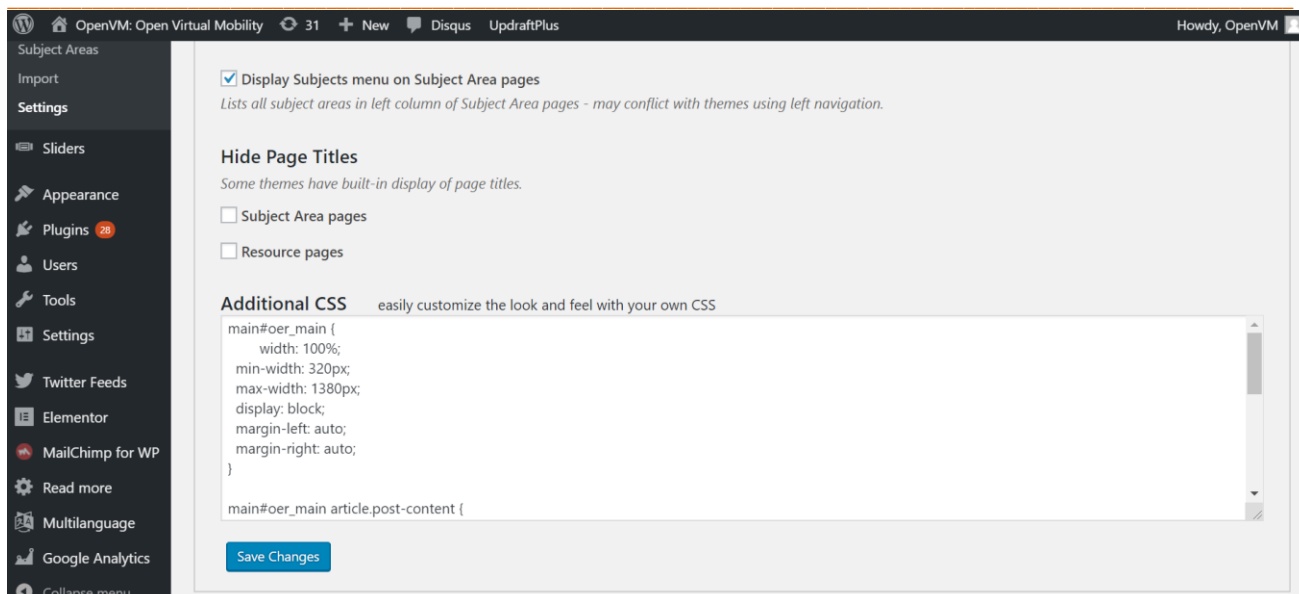 OpenVM: Open Virtual Mobility 31 New Disqus UpdraftPlus Howdy, OpenVM
Subject Areas
Import
Settings
Sliders
Appearance
Plugins 28
Users
Tools
Settings
Twitter Feeds
Elementor
MailChimp for WP
Read more
Multilanguage
Google Analytics
Collapse menu
Display Subjects menu on Subject Area pages
Lists all subject areas in left column of Subject Area pages - may conflict with themes using left navigation.
Hide Page Titles
Some themes have built-in display of page titles.
Subject Area pages
Resource pages
Additional CSS easily customize the look and feel with your own CSS
main#oer_main {
width: 100%;
min-width: 320px;
max-width: 1380px;
display: block;
margin-left: auto;
margin-right: auto;
}
main#oer_main article.post-content {
Save Changes